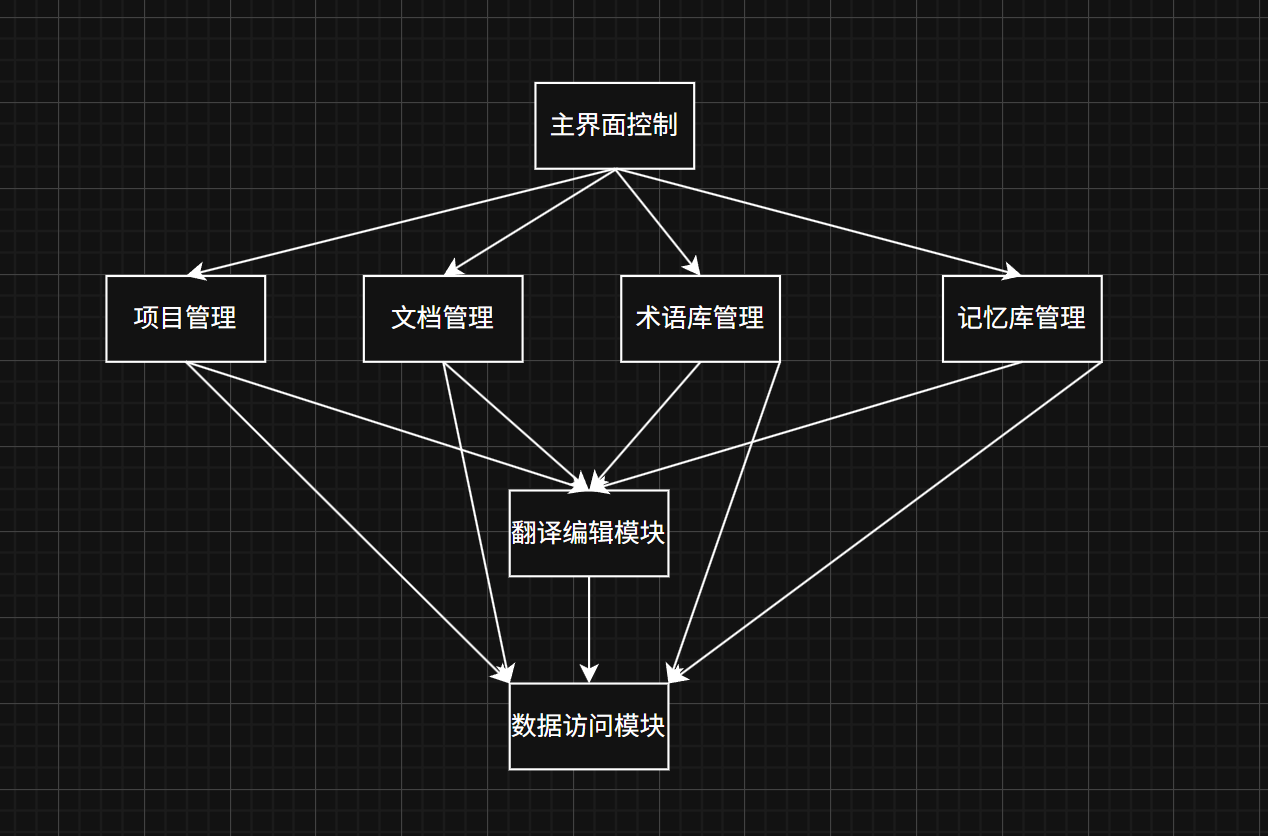 主界面控制
项目管理
文档管理
术语库管理
记忆库管理
翻译编辑模块
数据访问模块